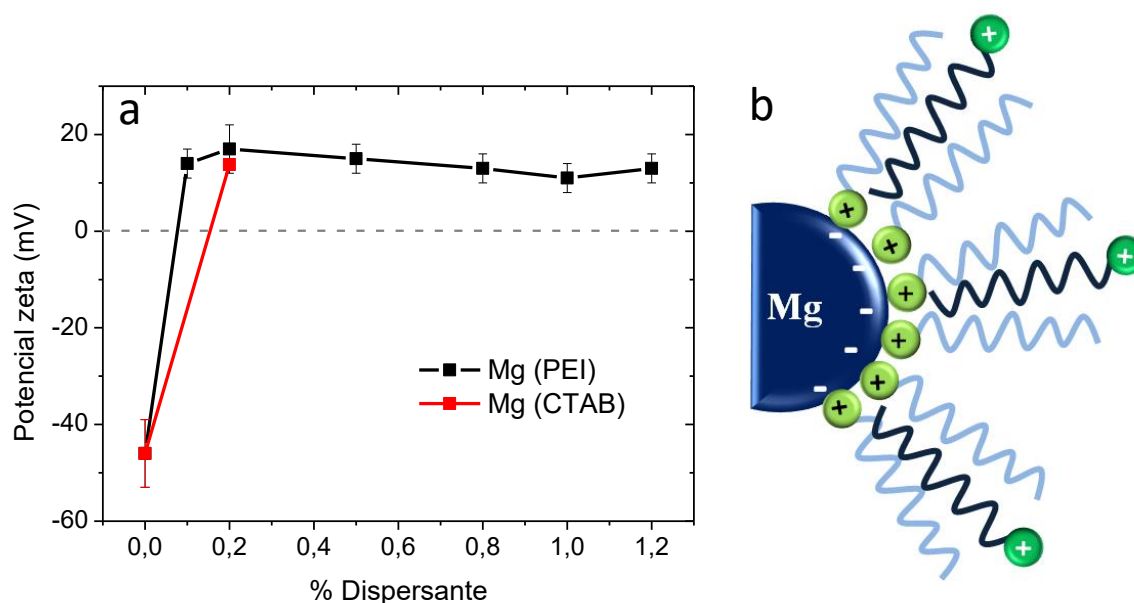 a
Potencial zeta (mV)
20
0
-20
-40
-60
Mg (PEI)
Mg (CTAB)
0,0 0,2 0,4 0,6 0,8 1,0 1,2
% Dispersante
b
Mg
+
+
+
+
+
+
+
+
+
-
-
-
-
-